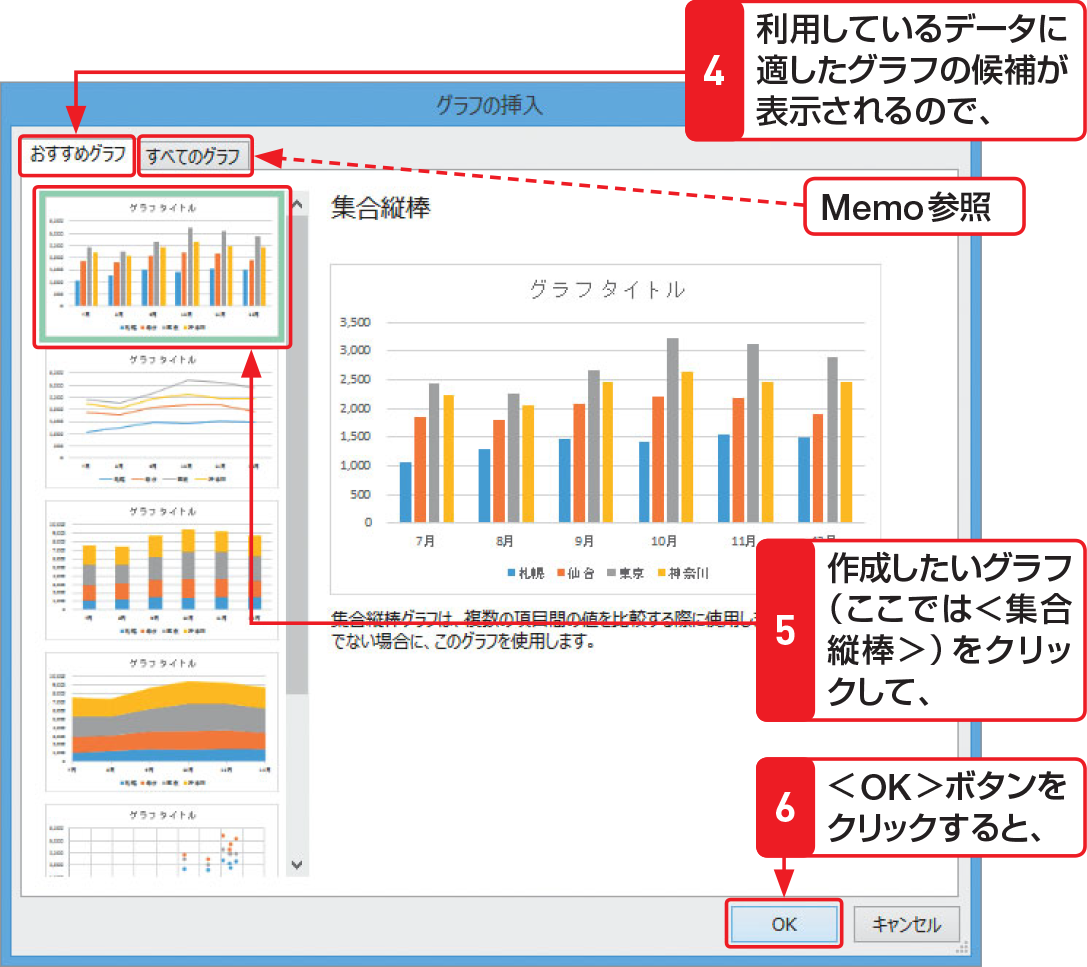 4
利用しているデータに
適したグラフの候補が
表示されるので、
グラフの挿入
おすすめグラフ
すべてのグラフ
Memo参照
集合縦棒
グラフ タイトル
3,500
3,000
2,500
2,000
1,500
1,000
500
0
7月
8月
9月
10月
11月
札幌 仙台 東京 神奈川
グラフ タイトル
グラフ タイトル
グラフ タイトル
グラフ タイトル
グラフ タイトル
集合縦棒グラフは、複数の項目間の値を比較する際に使用し
でない場合に、このグラフを使用します。
5
作成したいグラフ
（ここでは＜集合
縦棒＞）をクリッ
クして、
6
＜OK＞ボタンを
クリックすると、
OK
キャンセル